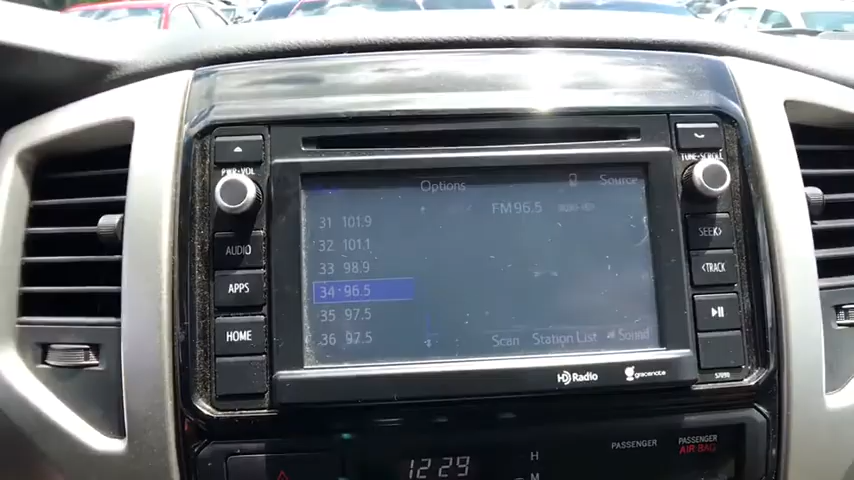 PWR•VOL
TUNE•SCROLL
Options
Source
31 101.9
FM 96.5
32 101.1
33 98.9
34 96.5
35 97.5
36 97.5
AUDIO
APPS
HOME
SEEK>
<TRACK
Scan
Station List
Sound
HD Radio
gracenote
12:29
H
M
PASSENGER
PASSENGER
AIR BAG